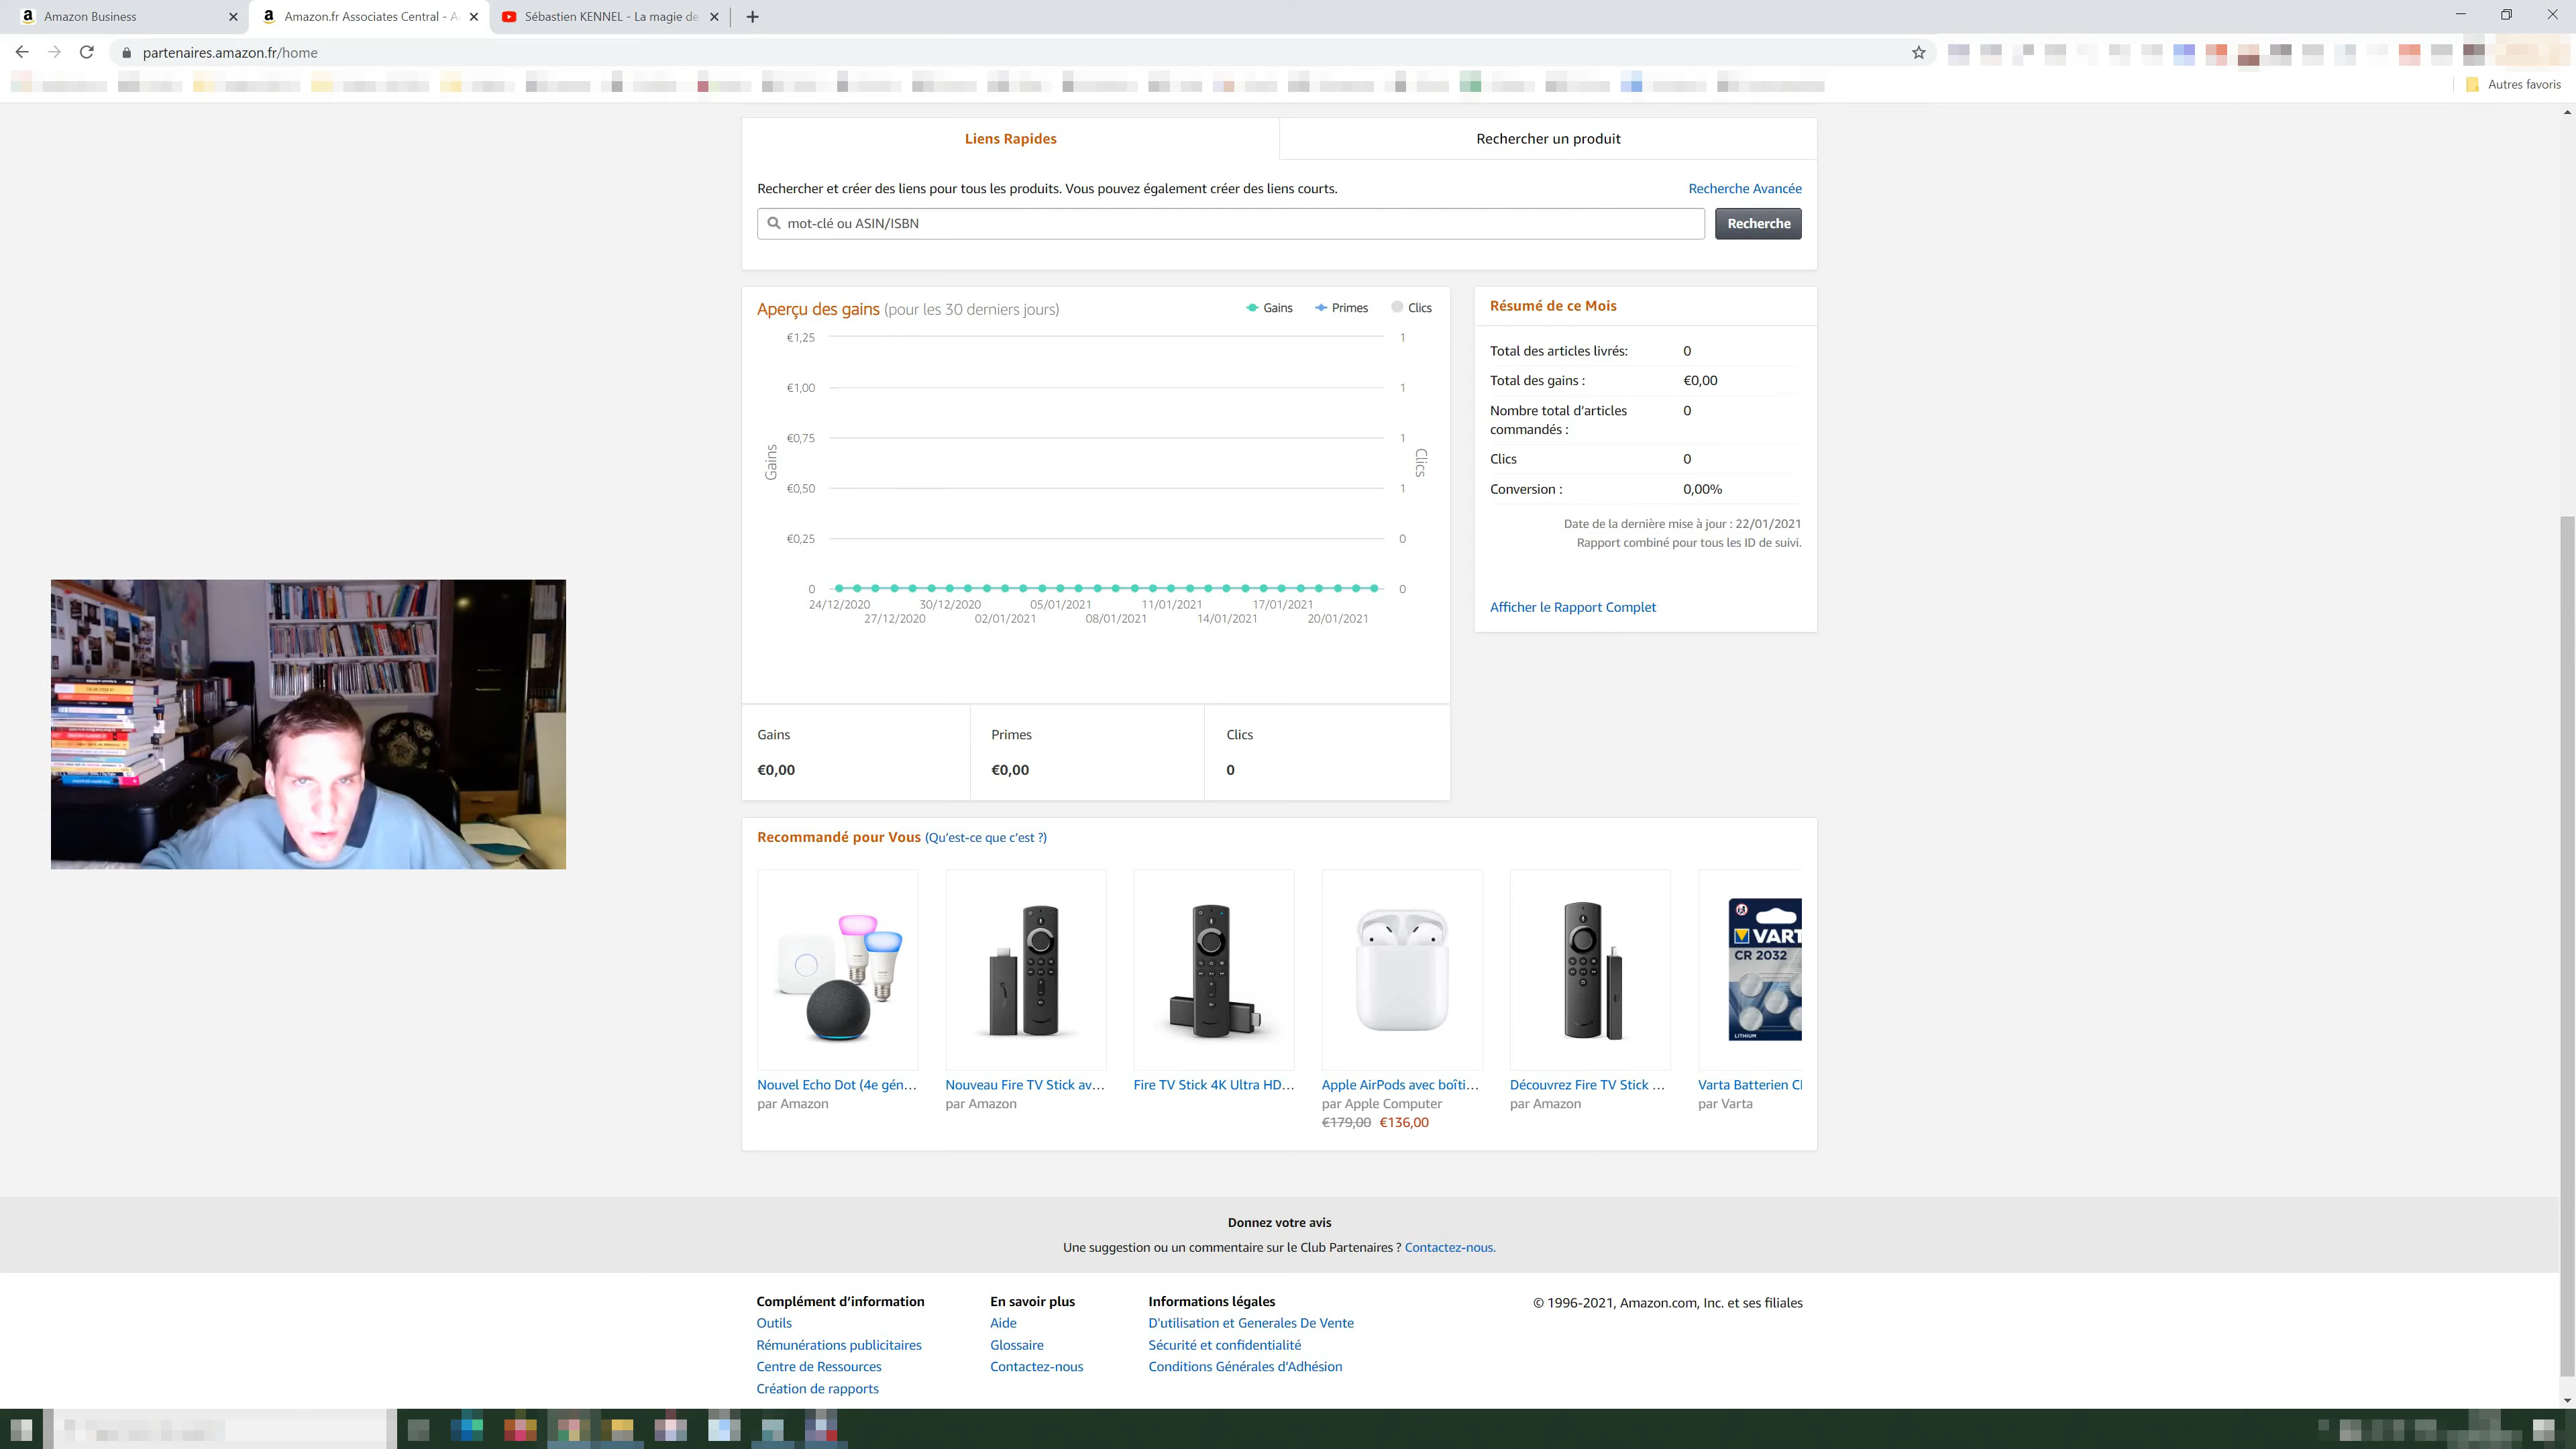 Amazon Business
Amazon.fr Associates Central - A
Sébastien KENNEL - La magie de
partenaires.amazon.fr/home
Autres favoris
Liens Rapides
Rechercher un produit
Rechercher et créer des liens pour tous les produits. Vous pouvez également créer des liens courts.
Recherche Avancée
mot-clé ou ASIN/ISBN
Recherche
Aperçu des gains (pour les 30 derniers jours)
Gains Primes Clics
€1,25 1
€1,00 1
€0,75 1
€0,50 1
€0,25 0
0 0
Gains
Clics
24/12/2020 30/12/2020 05/01/2021 11/01/2021 17/01/2021
27/12/2020 02/01/2021 08/01/2021 14/01/2021 20/01/2021
Résumé de ce Mois
Total des articles livrés: 0
Total des gains : €0,00
Nombre total d’articles 0
commandés :
Clics 0
Conversion : 0,00%
Date de la dernière mise à jour : 22/01/2021
Rapport combiné pour tous les ID de suivi.
Afficher le Rapport Complet
Gains Primes Clics
€0,00 €0,00 0
Recommandé pour Vous (Qu’est-ce que c’est ?)
VART
CR 2032
LITHIUM
Nouvel Echo Dot (4e gén…
par Amazon
Nouveau Fire TV Stick av…
par Amazon
Fire TV Stick 4K Ultra HD…
Apple AirPods avec boîti…
par Apple Computer
€179,00 €136,00
Découvrez Fire TV Stick …
par Amazon
Varta Batterien C
par Varta
Donnez votre avis
Une suggestion ou un commentaire sur le Club Partenaires ? Contactez-nous.
Complément d’information
Outils
Rémunérations publicitaires
Centre de Ressources
Création de rapports
En savoir plus
Aide
Glossaire
Contactez-nous
Informations légales
D'utilisation et Generales De Vente
Sécurité et confidentialité
Conditions Générales d’Adhésion
© 1996-2021, Amazon.com, Inc. et ses filiales